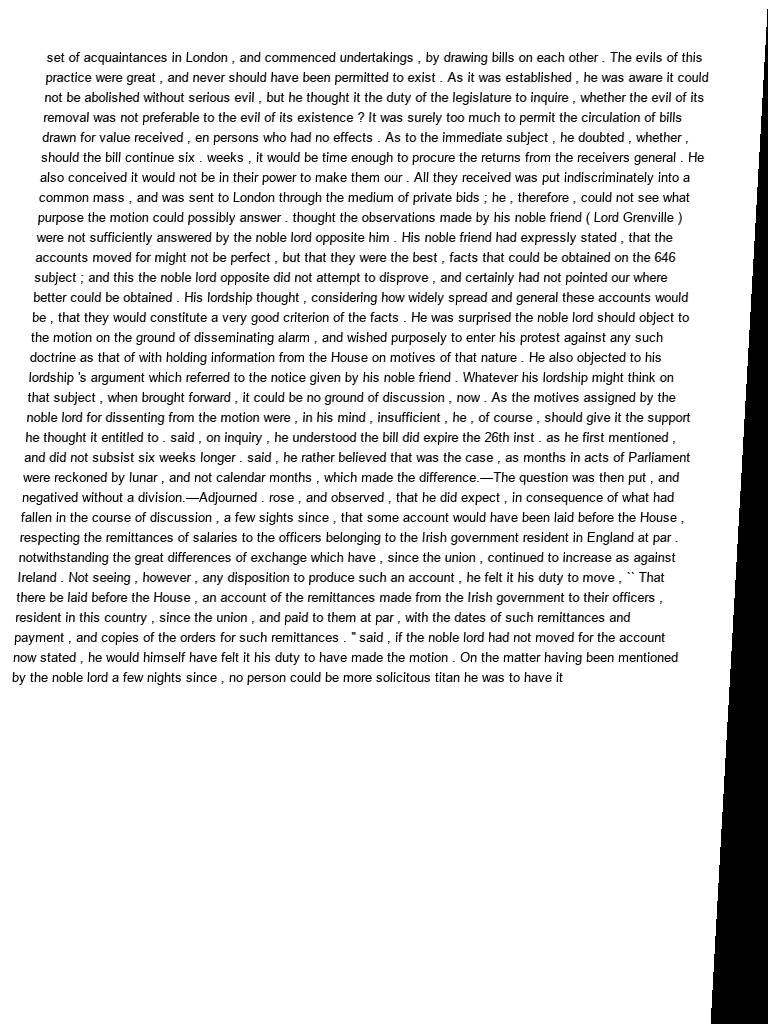 set of acquaintances in London , and commenced undertakings , by drawing bills on each other . The evils of this
practice were great , and never should have been permitted to exist . As it was established , he was aware it could
not be abolished without serious evil , but he thought it the duty of the legislature to inquire , whether the evil of its
removal was not preferable to the evil of its existence ? It was surely too much to permit the circulation of bills
drawn for value received , en persons who had no effects . As to the immediate subject , he doubted , whether ,
should the bill continue six . weeks , it would be time enough to procure the returns from the receivers general . He
also conceived it would not be in their power to make them our . All they received was put indiscriminately into a
common mass , and was sent to London through the medium of private bids ; he , therefore , could not see what
purpose the motion could possibly answer . thought the observations made by his noble friend ( Lord Grenville )
were not sufficiently answered by the noble lord opposite him . His noble friend had expressly stated , that the
accounts moved for might not be perfect , but that they were the best , facts that could be obtained on the 646
subject ; and this the noble lord opposite did not attempt to disprove , and certainly had not pointed our where
better could be obtained . His lordship thought , considering how widely spread and general these accounts would
be , that they would constitute a very good criterion of the facts . He was surprised the noble lord should object to
the motion on the ground of disseminating alarm , and wished purposely to enter his protest against any such
doctrine as that of with holding information from the House on motives of that nature . He also objected to his
lordship 's argument which referred to the notice given by his noble friend . Whatever his lordship might think on
that subject , when brought forward , it could be no ground of discussion , now . As the motives assigned by the
noble lord for dissenting from the motion were , in his mind , insufficient , he , of course , should give it the support
he thought it entitled to . said , on inquiry , he understood the bill did expire the 26th inst . as he first mentioned ,
and did not subsist six weeks longer . said , he rather believed that was the case , as months in acts of Parliament
were reckoned by lunar , and not calendar months , which made the difference.—The question was then put , and
negatived without a division.—Adjourned . rose , and observed , that he did expect , in consequence of what had
fallen in the course of discussion , a few sights since , that some account would have been laid before the House ,
respecting the remittances of salaries to the officers belonging to the Irish government resident in England at par .
notwithstanding the great differences of exchange which have , since the union , continued to increase as against
Ireland . Not seeing , however , any disposition to produce such an account , he felt it his duty to move , `` That
there be laid before the House , an account of the remittances made from the Irish government to their officers ,
resident in this country , since the union , and paid to them at par , with the dates of such remittances and
payment , and copies of the orders for such remittances . " said , if the noble lord had not moved for the account
now stated , he would himself have felt it his duty to have made the motion . On the matter having been mentioned
by the noble lord a few nights since , no person could be more solicitous titan he was to have it